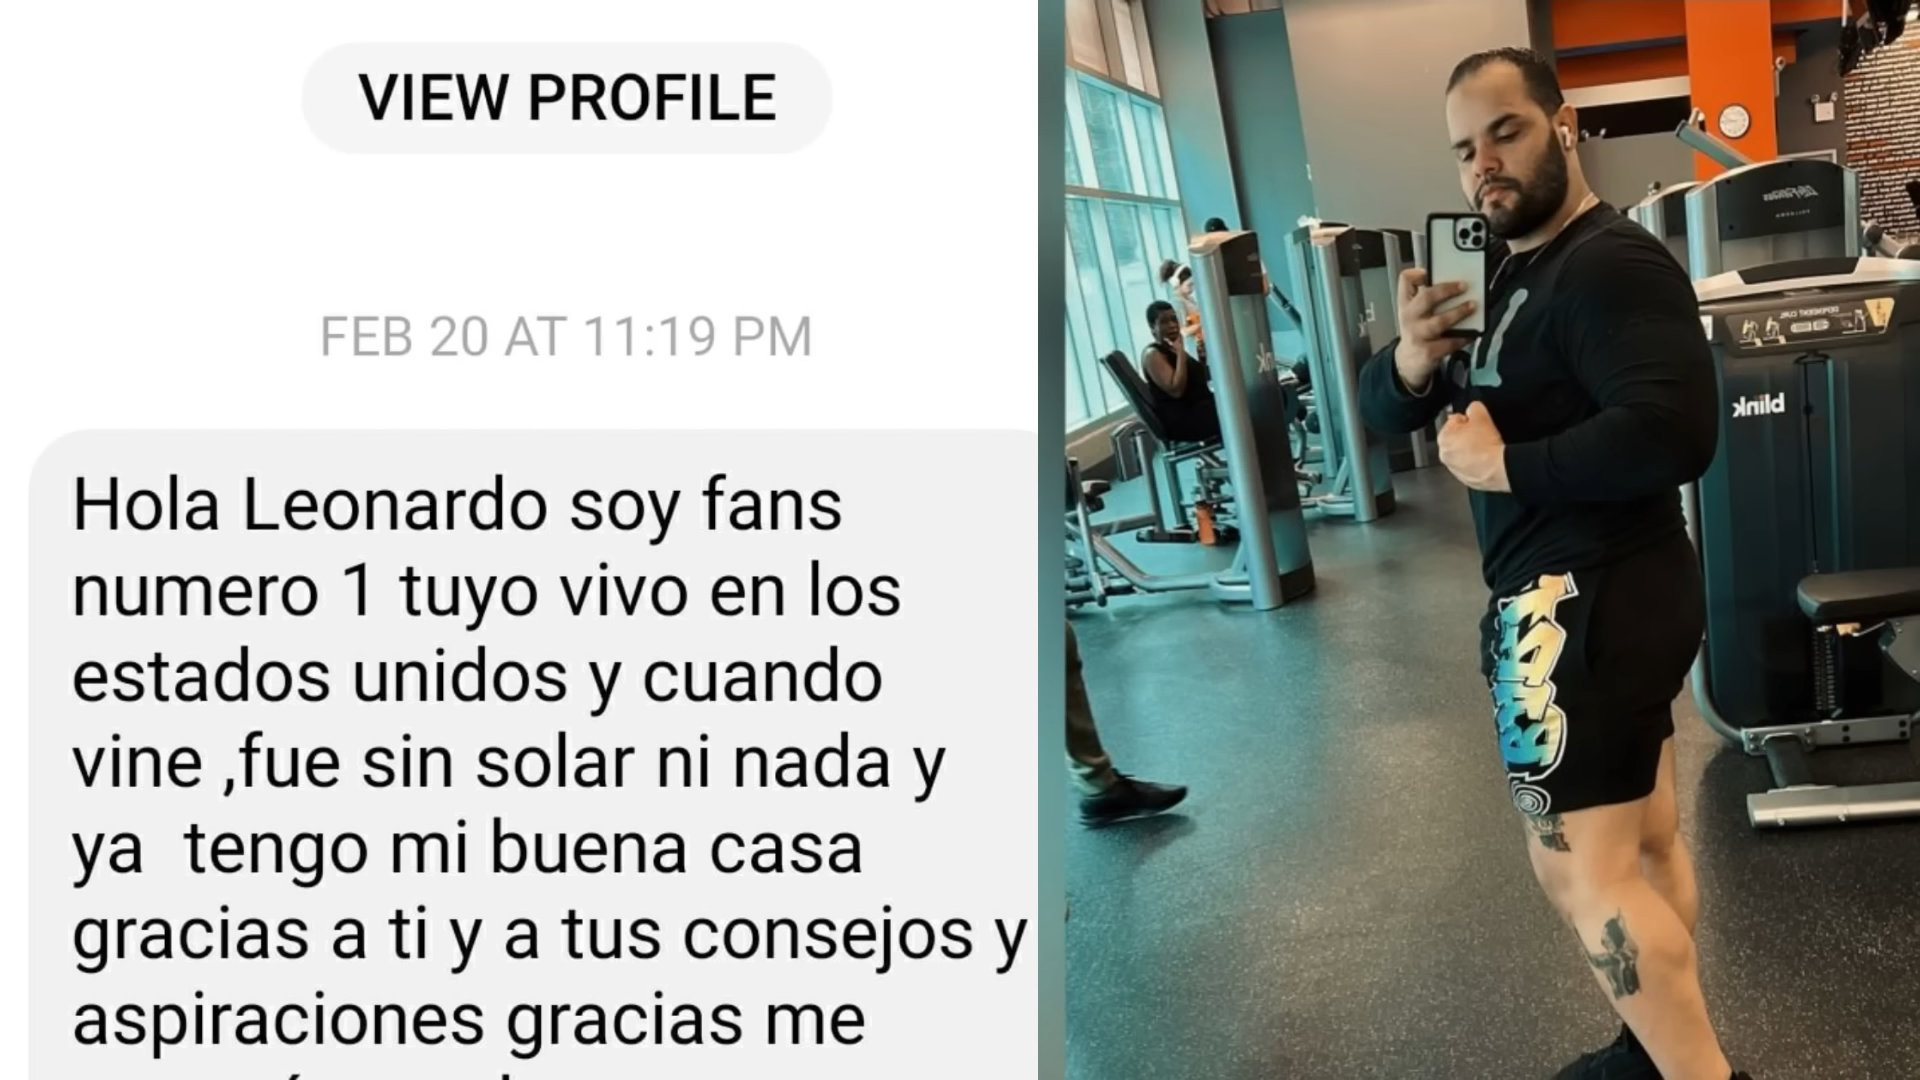 VIEW PROFILE
FEB 20 AT 11:19 PM
Hola Leonardo soy fans
numero 1 tuyo vivo en los
estados unidos y cuando
vine ,fue sin solar ni nada y
ya tengo mi buena casa
gracias a ti y a tus consejos y
aspiraciones gracias me
blink